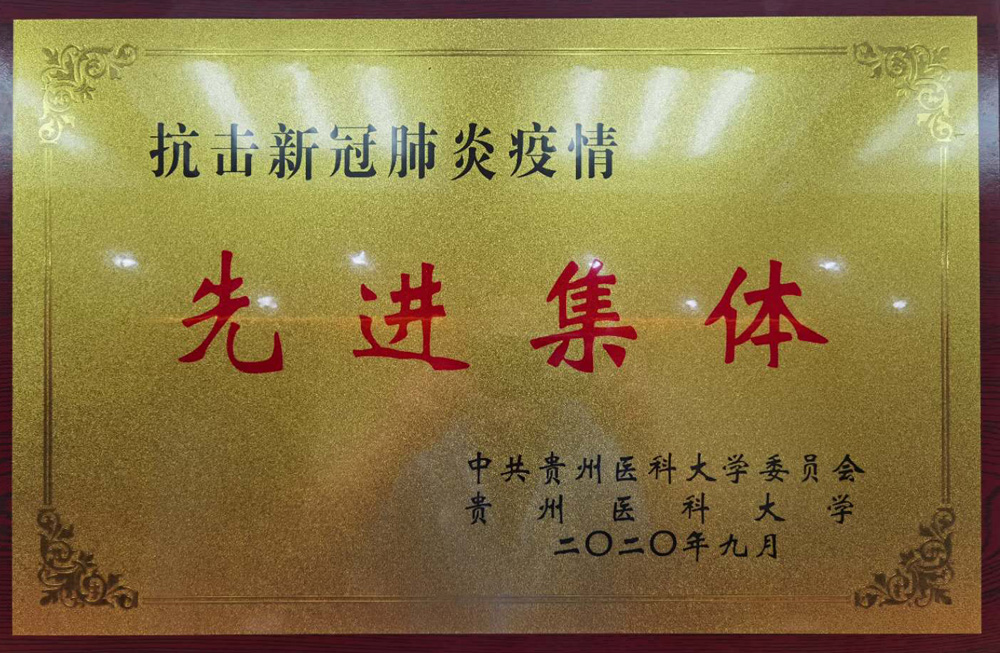 抗击新冠肺炎疫情
先进集体
中共贵州医科大学委员会
贵州医科大学
二〇二〇年九月